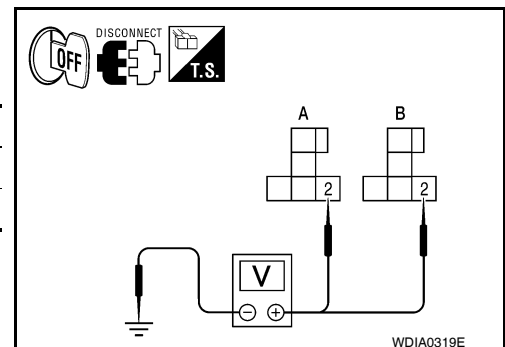 DISCONNECT
OFF
T.S.
A B
2 2
V
− +
WDIA0319E